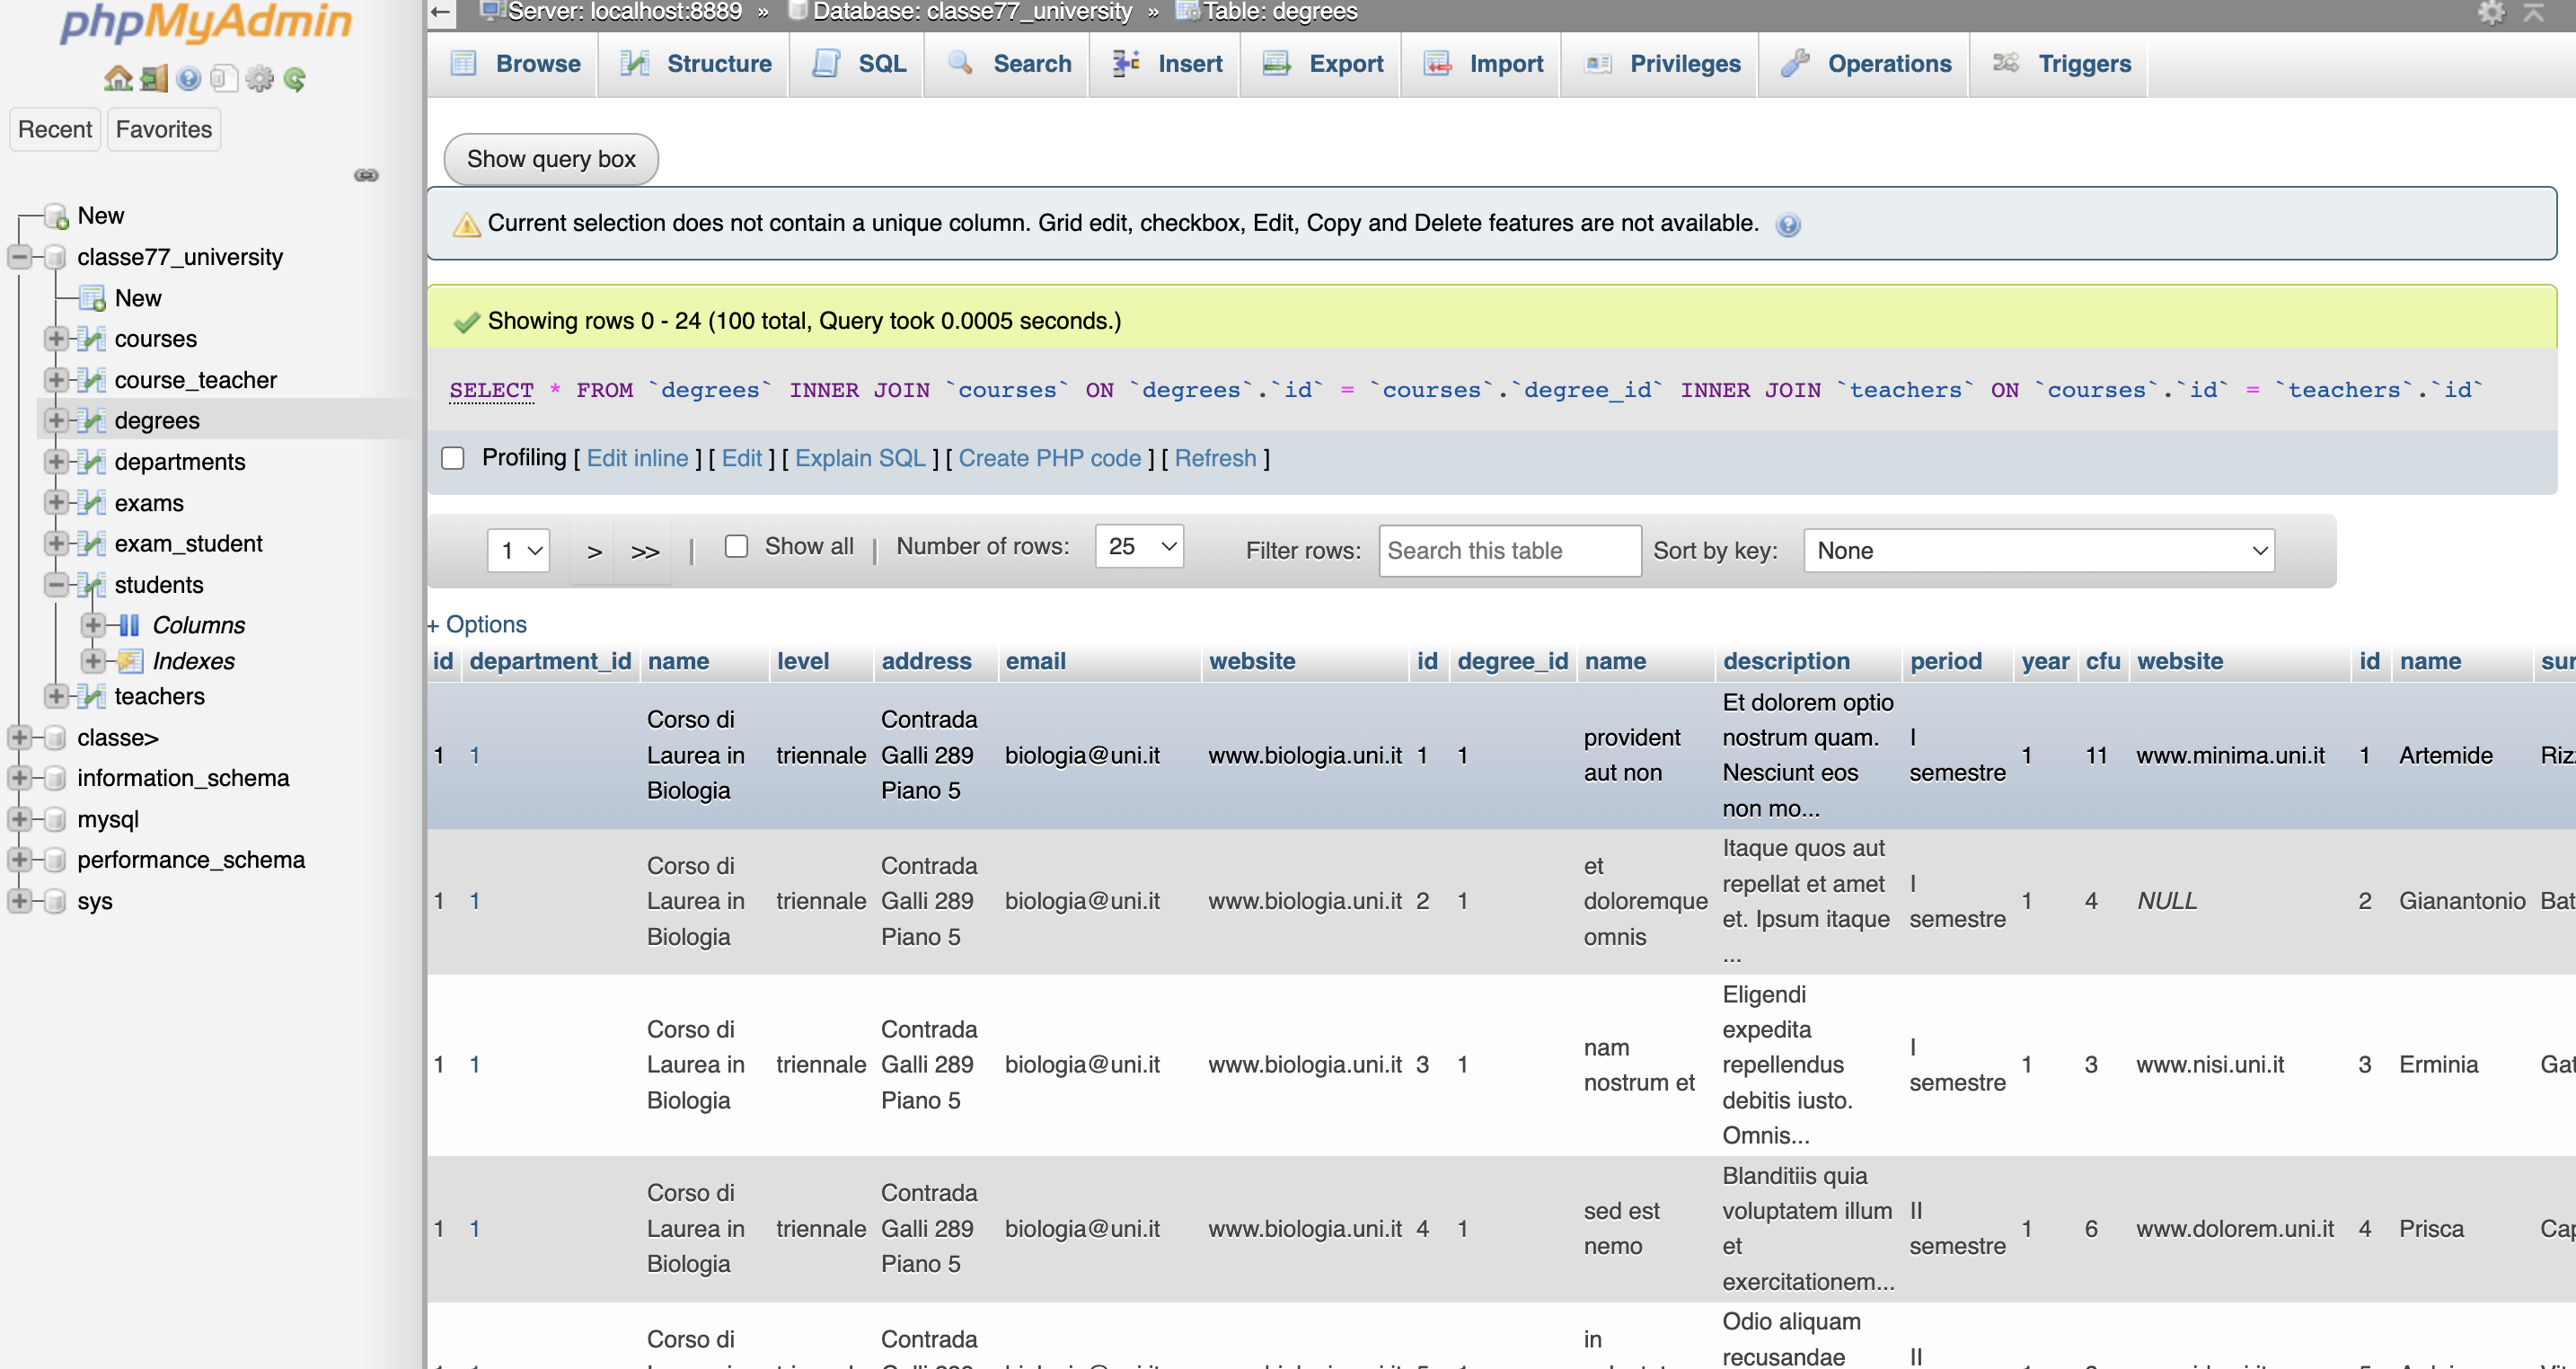 phpMyAdmin
Recent Favorites
New
classe77_university
New
courses
course_teacher
degrees
departments
exams
exam_student
students
Columns
Indexes
teachers
classe>
information_schema
mysql
performance_schema
sys
Server: localhost:8889 » Database: classe77_university » Table: degrees
Browse Structure SQL Search Insert Export Import Privileges Operations Triggers
Show query box
Current selection does not contain a unique column. Grid edit, checkbox, Edit, Copy and Delete features are not available.
Showing rows 0 - 24 (100 total, Query took 0.0005 seconds.)
SELECT * FROM `degrees` INNER JOIN `courses` ON `degrees`.`id` = `courses`.`degree_id` INNER JOIN `teachers` ON `courses`.`id` = `teachers`.`id`
Profiling [ Edit inline ] [ Edit ] [ Explain SQL ] [ Create PHP code ] [ Refresh ]
1 > >> | Show all | Number of rows: 25 Filter rows: Search this table Sort by key: None
+ Options
id department_id name level address email website id degree_id name description period year cfu website id name sur
1 1 Corso di Laurea in Biologia triennale Contrada Galli 289 Piano 5 biologia@uni.it www.biologia.uni.it 1 1 provident aut non Et dolorem optio nostrum quam. Nesciunt eos non mo... I semestre 1 11 www.minima.uni.it 1 Artemide Riz
1 1 Corso di Laurea in Biologia triennale Contrada Galli 289 Piano 5 biologia@uni.it www.biologia.uni.it 2 1 et doloremque omnis Itaque quos aut repellat et amet et. Ipsum itaque ... I semestre 1 4 NULL 2 Gianantonio Bat
1 1 Corso di Laurea in Biologia triennale Contrada Galli 289 Piano 5 biologia@uni.it www.biologia.uni.it 3 1 nam nostrum et Eligendi expedita repellendus debitis iusto. Omnis... I semestre 1 3 www.nisi.uni.it 3 Erminia Gat
1 1 Corso di Laurea in Biologia triennale Contrada Galli 289 Piano 5 biologia@uni.it www.biologia.uni.it 4 1 sed est nemo Blanditiis quia voluptatem illum et exercitationem... II semestre 1 6 www.dolorem.uni.it 4 Prisca Cap
Corso di Contrada in Odio aliquam recusandae II